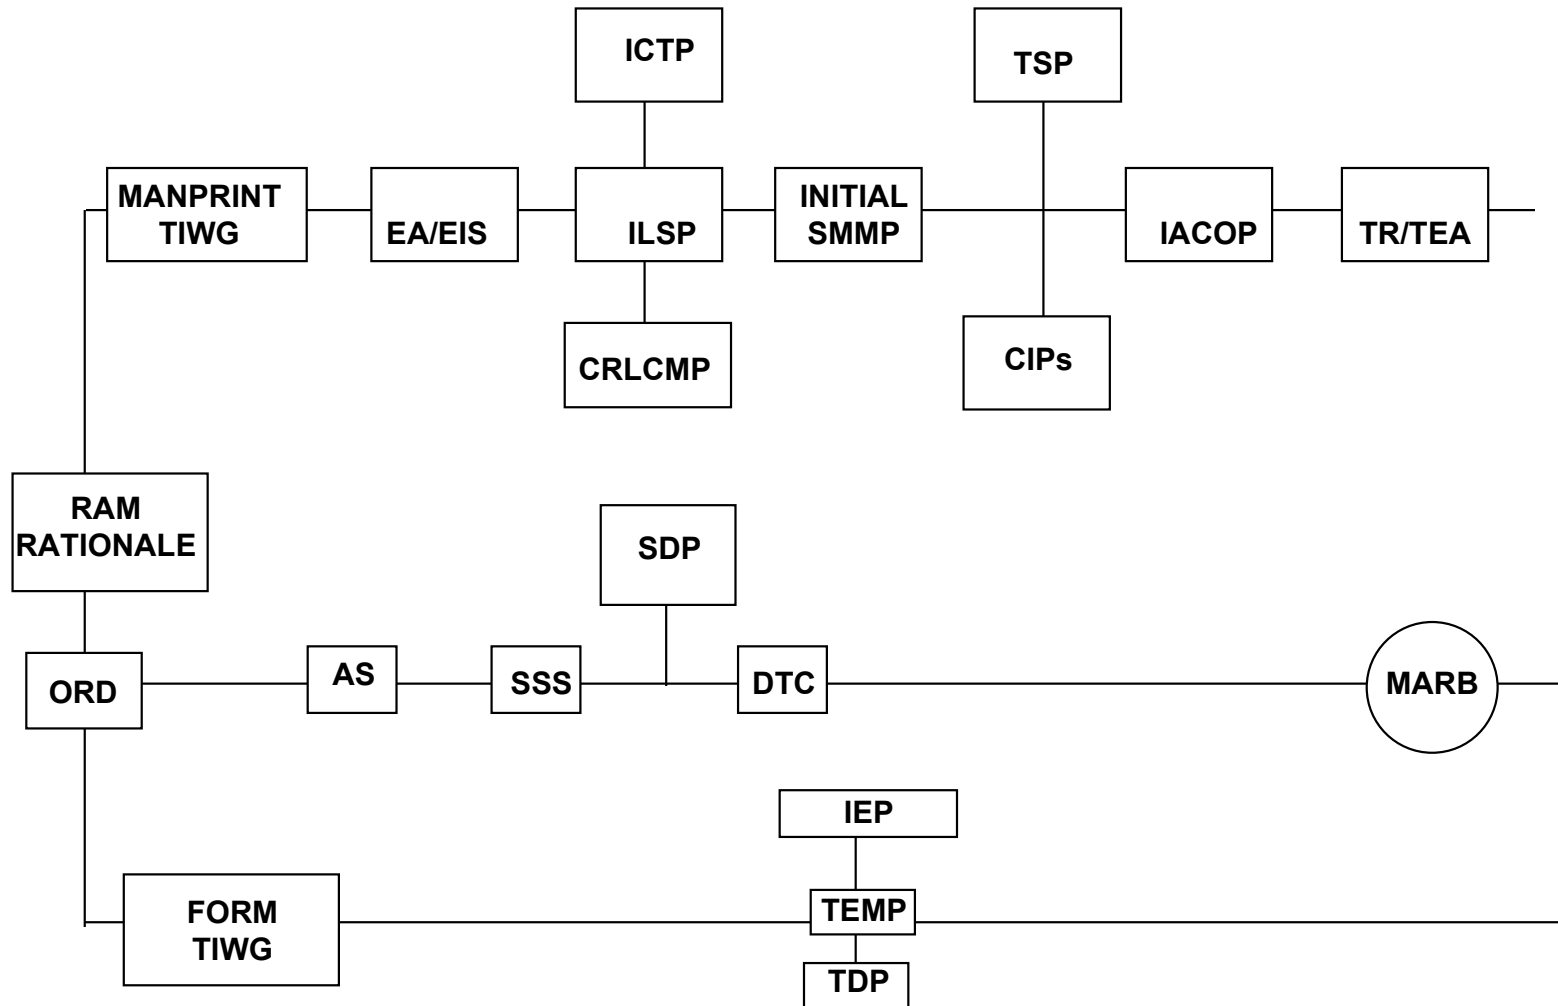 ICTP
TSP
MANPRINT
TIWG
EA/EIS
ILSP
INITIAL
SMMP
IACOP
TR/TEA
CRLCMP
CIPs
RAM
RATIONALE
SDP
ORD
AS
SSS
DTC
MARB
IEP
FORM
TIWG
TEMP
TDP